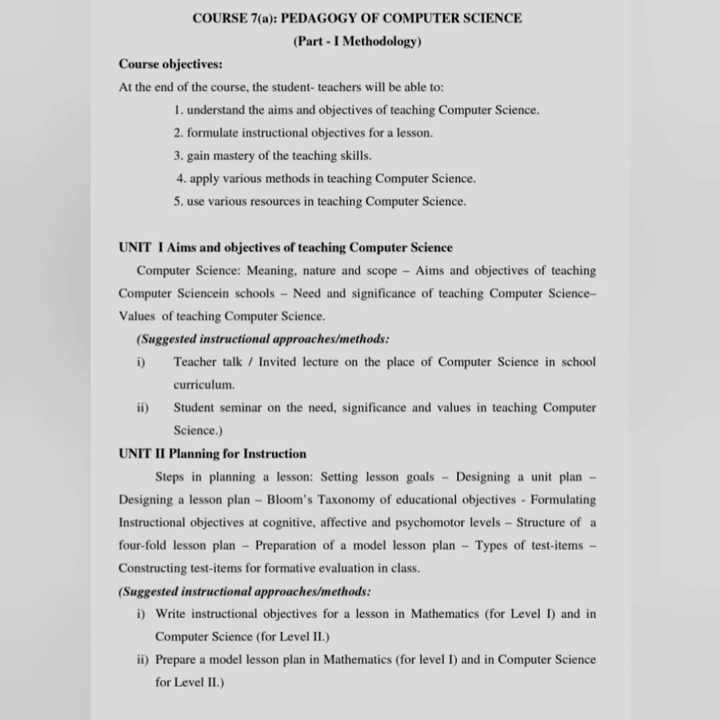 COURSE 7(a): PEDAGOGY OF COMPUTER SCIENCE
(Part - I Methodology)
Course objectives:
At the end of the course, the student- teachers will be able to:
1. understand the aims and objectives of teaching Computer Science.
2. formulate instructional objectives for a lesson.
3. gain mastery of the teaching skills.
4. apply various methods in teaching Computer Science.
5. use various resources in teaching Computer Science.
UNIT I Aims and objectives of teaching Computer Science
Computer Science: Meaning, nature and scope – Aims and objectives of teaching
Computer Sciencein schools – Need and significance of teaching Computer Science–
Values of teaching Computer Science.
(Suggested instructional approaches/methods:
i) Teacher talk / Invited lecture on the place of Computer Science in school
curriculum.
ii) Student seminar on the need, significance and values in teaching Computer
Science.)
UNIT II Planning for Instruction
Steps in planning a lesson: Setting lesson goals – Designing a unit plan –
Designing a lesson plan – Bloom's Taxonomy of educational objectives - Formulating
Instructional objectives at cognitive, affective and psychomotor levels – Structure of a
four-fold lesson plan – Preparation of a model lesson plan – Types of test-items –
Constructing test-items for formative evaluation in class.
(Suggested instructional approaches/methods:
i) Write instructional objectives for a lesson in Mathematics (for Level I) and in
Computer Science (for Level II.)
ii) Prepare a model lesson plan in Mathematics (for level I) and in Computer Science
for Level II.)